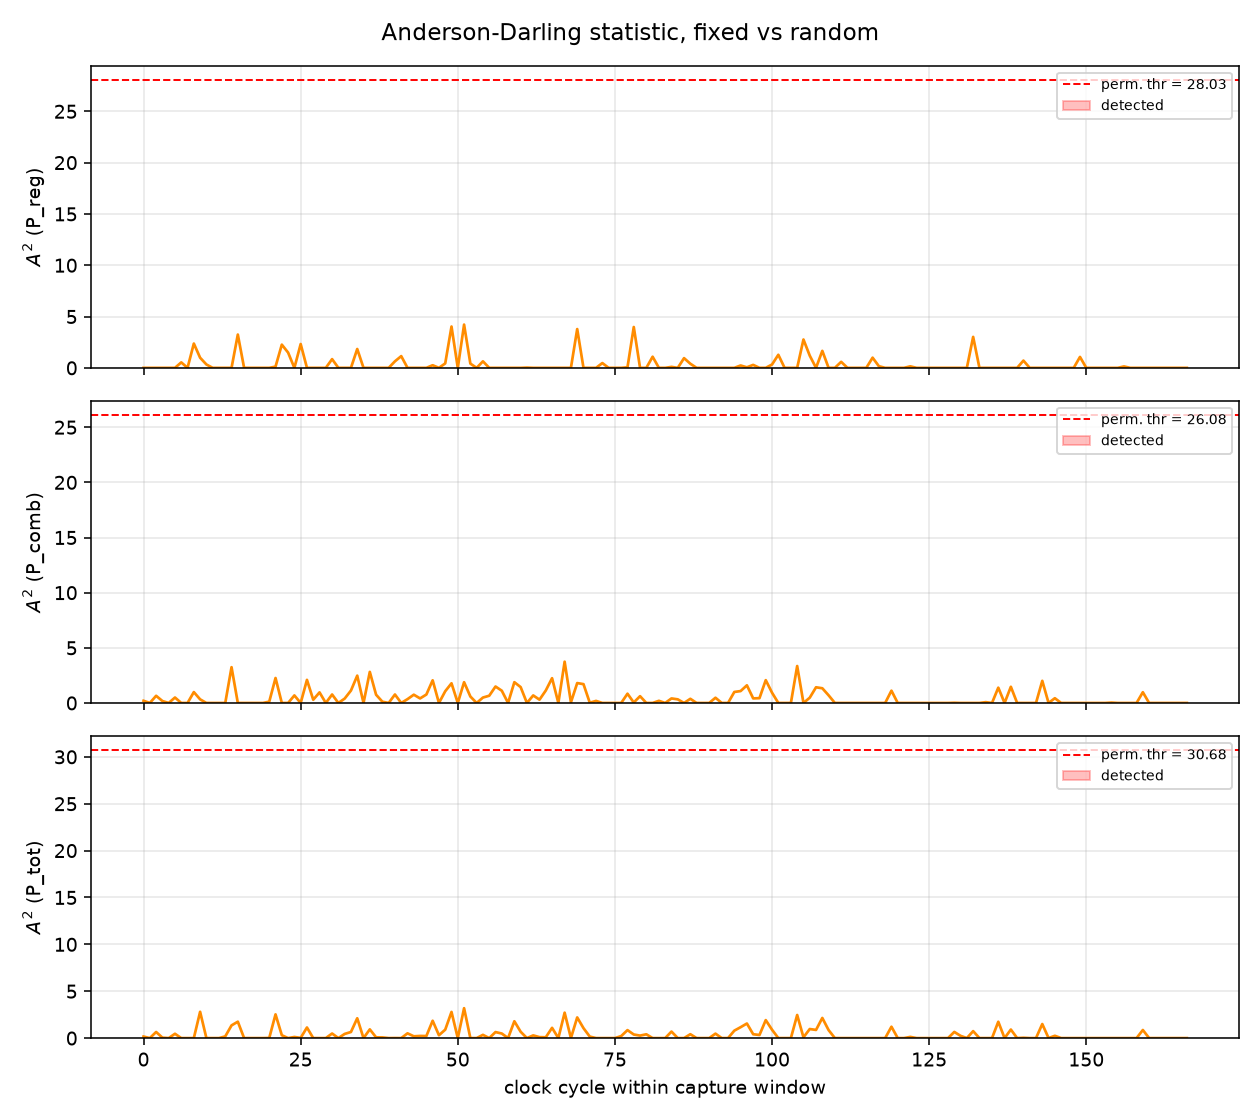 Anderson-Darling statistic, fixed vs random
A² (P_reg)
25
20
15
10
5
0
perm. thr = 28.03
detected
A² (P_comb)
25
20
15
10
5
0
perm. thr = 26.08
detected
A² (P_tot)
30
25
20
15
10
5
0
perm. thr = 30.68
detected
0 25 50 75 100 125 150
clock cycle within capture window